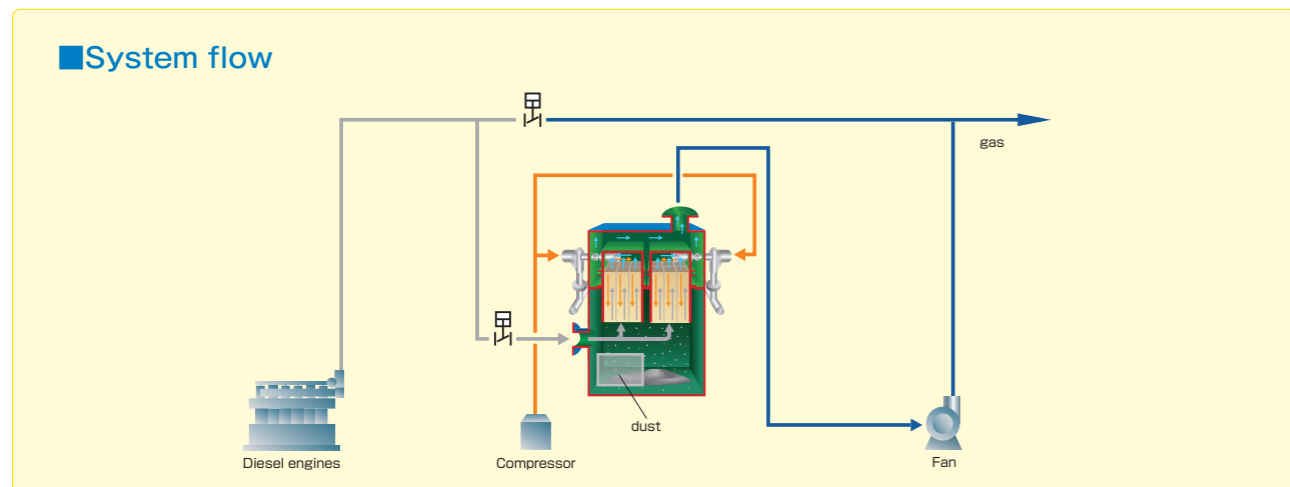 ■System flow
gas
dust
Diesel engines
Compressor
Fan